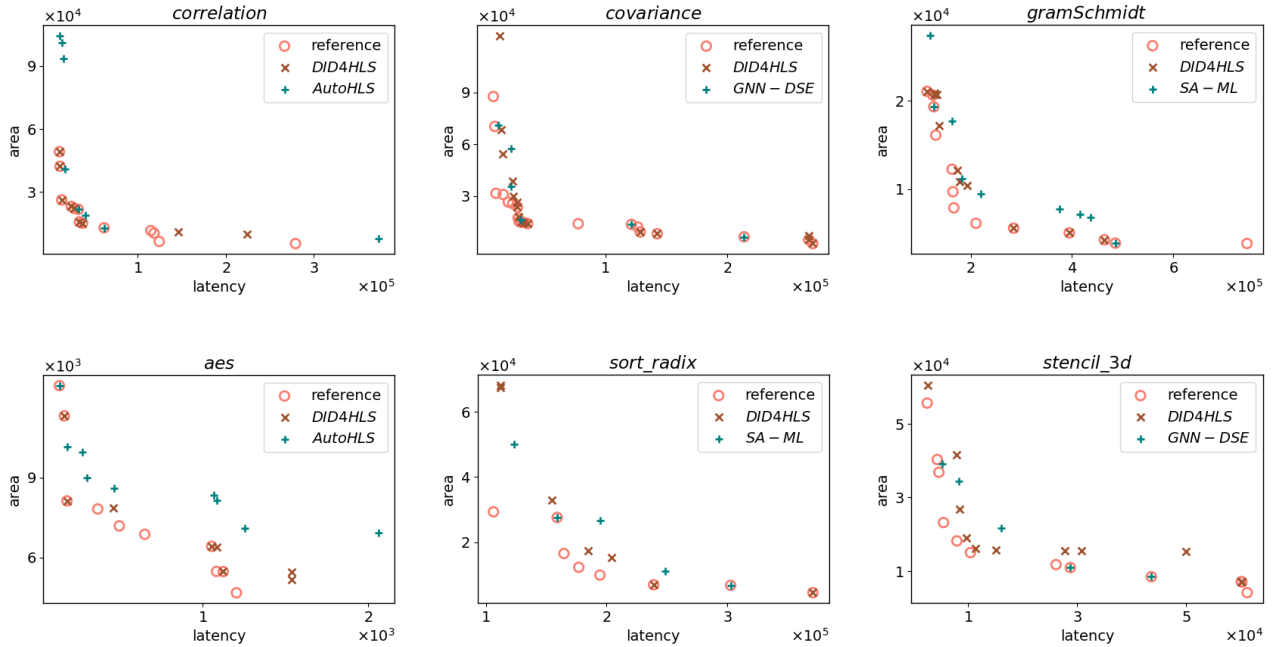 correlation
×10⁴
reference
DID4HLS
AutoHLS
9
6
3
area
1
2
3
latency
×10⁵
covariance
×10⁴
reference
DID4HLS
GNN − DSE
9
6
3
area
1
2
latency
×10⁵
gramSchmidt
×10⁴
reference
DID4HLS
SA − ML
2
1
area
2
4
6
latency
×10⁵
aes
×10³
reference
DID4HLS
AutoHLS
9
6
area
1
2
latency
×10³
sort_radix
×10⁴
reference
DID4HLS
SA − ML
6
4
2
area
1
2
3
latency
×10⁵
stencil_3d
×10⁴
reference
DID4HLS
GNN − DSE
5
3
1
area
1
3
5
latency
×10⁴